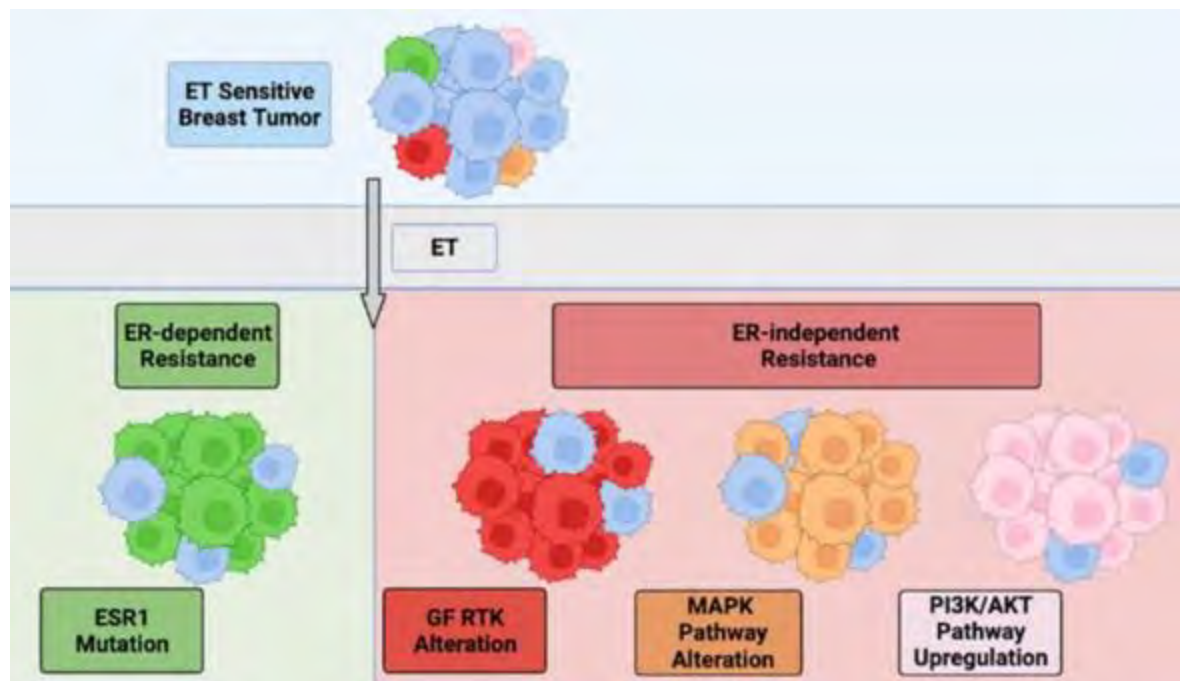 ET Sensitive
Breast Tumor
ET
ER-dependent
Resistance
ER-independent
Resistance
ESR1
Mutation
GF RTK
Alteration
MAPK
Pathway
Alteration
PI3K/AKT
Pathway
Upregulation